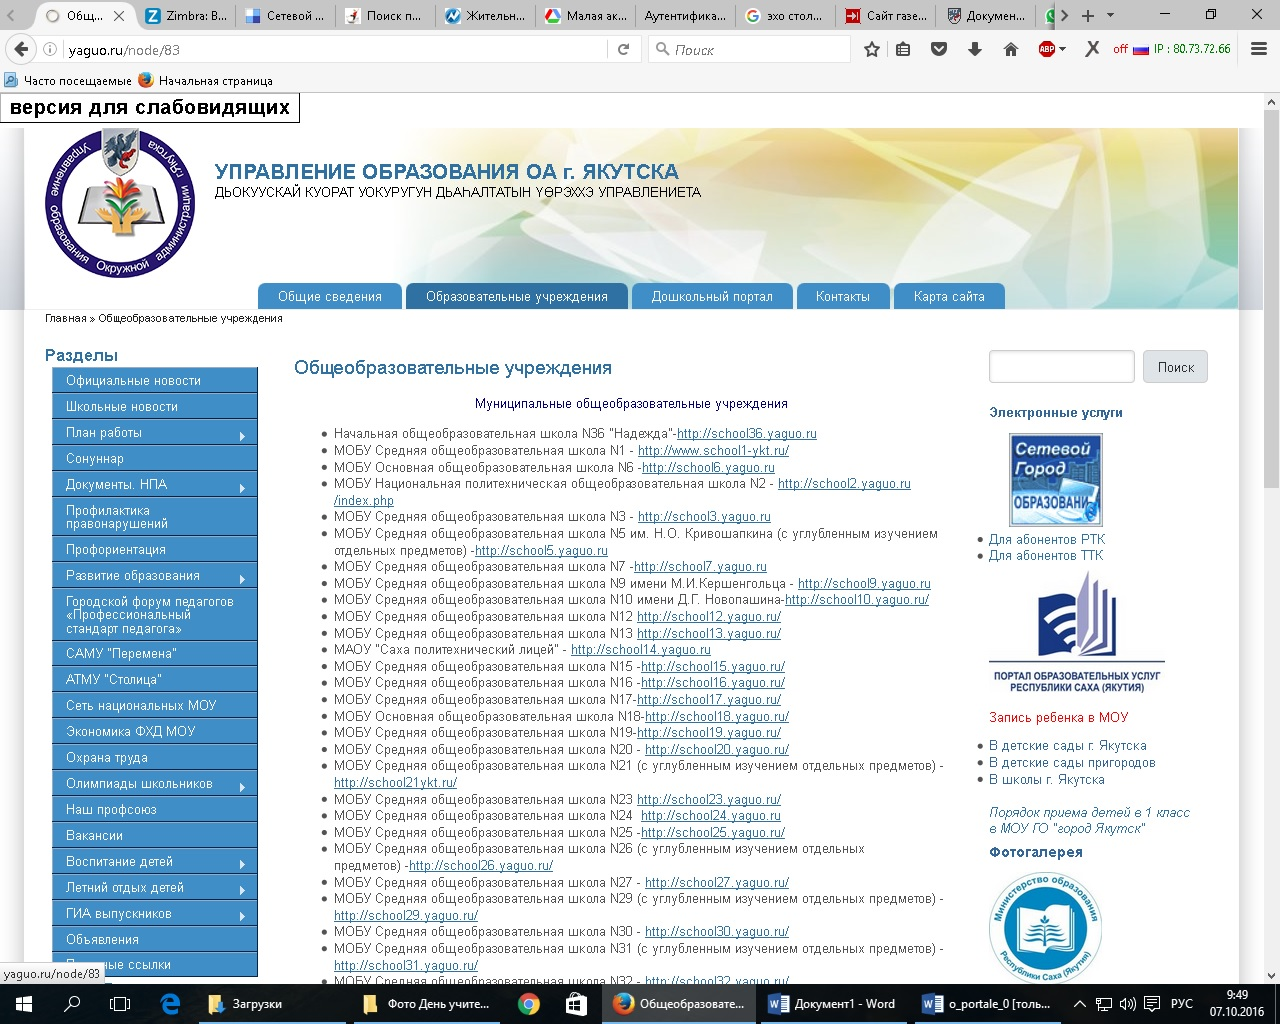 Общ...
Zimbra: В...
Сетевой
Поиск п...
Жительн...
Малая ак...
Аутентифика...
эхо стол...
Сайт газе...
Докумен...
yaguo.ru/node/83
Поиск
ABP
off
IP : 80.73.72.66
Часто посещаемые
Начальная страница
версия для слабовидящих
Управление образования Окружной администрации г.Якутска
УПРАВЛЕНИЕ ОБРАЗОВАНИЯ ОА г. ЯКУТСКА
ДЬОКУУСКАЙ КУОРАТ УОКУРУГУН ДЬАҺАЛТАТЫН ҮӨРЭХХЭ УПРАВЛЕНИЕТА
Общие сведения
Образовательные учреждения
Дошкольный портал
Контакты
Карта сайта
Главная » Общеобразовательные учреждения
Разделы
Официальные новости
Школьные новости
План работы
Сонуннар
Документы. НПА
Профилактика
правонарушений
Профориентация
Развитие образования
Городской форум педагогов
«Профессиональный
стандарт педагога»
САМУ "Перемена"
АТМУ "Столица"
Сеть национальных МОУ
Экономика ФХД МОУ
Охрана труда
Олимпиады школьников
Наш профсоюз
Вакансии
Воспитание детей
Летний отдых детей
ГИА выпускников
Объявления
ные ссылки
yaguo.ru/node/83
Общеобразовательные учреждения
Муниципальные общеобразовательные учреждения
Начальная общеобразовательная школа N36 "Надежда"-http://school36.yaguo.ru
МОБУ Средняя общеобразовательная школа N1 - http://www.school1-ykt.ru/
МОБУ Основная общеобразовательная школа N6 -http://school6.yaguo.ru
МОБУ Национальная политехническая общеобразовательная школа N2 - http://school2.yaguo.ru
/index.php
МОБУ Средняя общеобразовательная школа N3 - http://school3.yaguo.ru
МОБУ Средняя общеобразовательная школа N5 им. Н.О. Кривошапкина (с углубленным изучением
отдельных предметов) -http://school5.yaguo.ru
МОБУ Средняя общеобразовательная школа N7 -http://school7.yaguo.ru
МОБУ Средняя общеобразовательная школа N9 имени М.И.Кершенгольца - http://school9.yaguo.ru
МОБУ Средняя общеобразовательная школа N10 имени Д.Г. Новопашина-http://school10.yaguo.ru/
МОБУ Средняя общеобразовательная школа N12 http://school12.yaguo.ru/
МОБУ Средняя общеобразовательная школа N13 http://school13.yaguo.ru/
МАОУ "Саха политехнический лицей" - http://school14.yaguo.ru
МОБУ Средняя общеобразовательная школа N15 -http://school15.yaguo.ru/
МОБУ Средняя общеобразовательная школа N16 -http://school16.yaguo.ru/
МОБУ Средняя общеобразовательная школа N17-http://school17.yaguo.ru/
МОБУ Основная общеобразовательная школа N18-http://school18.yaguo.ru/
МОБУ Средняя общеобразовательная школа N19-http://school19.yaguo.ru/
МОБУ Средняя общеобразовательная школа N20 - http://school20.yaguo.ru/
МОБУ Средняя общеобразовательная школа N21 (с углубленным изучением отдельных предметов) -
http://school21ykt.ru/
МОБУ Средняя общеобразовательная школа N23 http://school23.yaguo.ru/
МОБУ Средняя общеобразовательная школа N24 http://school24.yaguo.ru
МОБУ Средняя общеобразовательная школа N25 -http://school25.yaguo.ru/
МОБУ Средняя общеобразовательная школа N26 (с углубленным изучением отдельных
предметов) -http://school26.yaguo.ru/
МОБУ Средняя общеобразовательная школа N27 - http://school27.yaguo.ru/
МОБУ Средняя общеобразовательная школа N29 (с углубленным изучением отдельных предметов) -
http://school29.yaguo.ru/
МОБУ Средняя общеобразовательная школа N30 - http://school30.yaguo.ru/
МОБУ Средняя общеобразовательная школа N31 (с углубленным изучением отдельных предметов) -
http://school31.yaguo.ru/
МОБУ Средняя общеобразовательная школа N32 - http://school32.yaguo.ru/
Поиск
Электронные услуги
Сетевой
Город
ОБРАЗОВАНИ
Для абонентов РТК
Для абонентов ТТК
ПОРТАЛ ОБРАЗОВАТЕЛЬНЫХ УСЛУГ
РЕСПУБЛИКИ САХА (ЯКУТИЯ)
Запись ребенка в МОУ
В детские сады г. Якутска
В детские сады пригородов
В школы г. Якутска
Порядок приема детей в 1 класс
в МОУ ГО "город Якутск"
Фотогалерея
Министерство образования
Республики Саха (Якутия)
Загрузки
Фото День учите...
Общеобразовате...
Документ1 - Word
o_portale_0 [толь...
РУС
9:49
07.10.2016